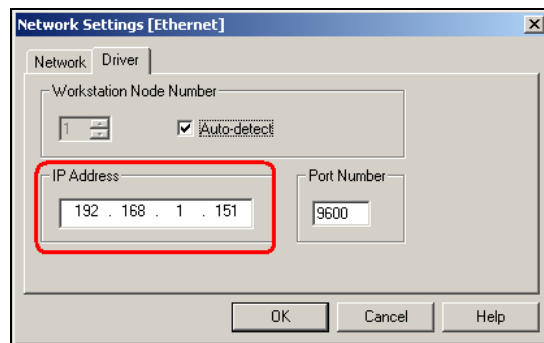 Network Settings [Ethernet]
Network Driver
Workstation Node Number
1 Auto-detect
IP Address Port Number
192 . 168 . 1 . 151 9600
OK Cancel Help